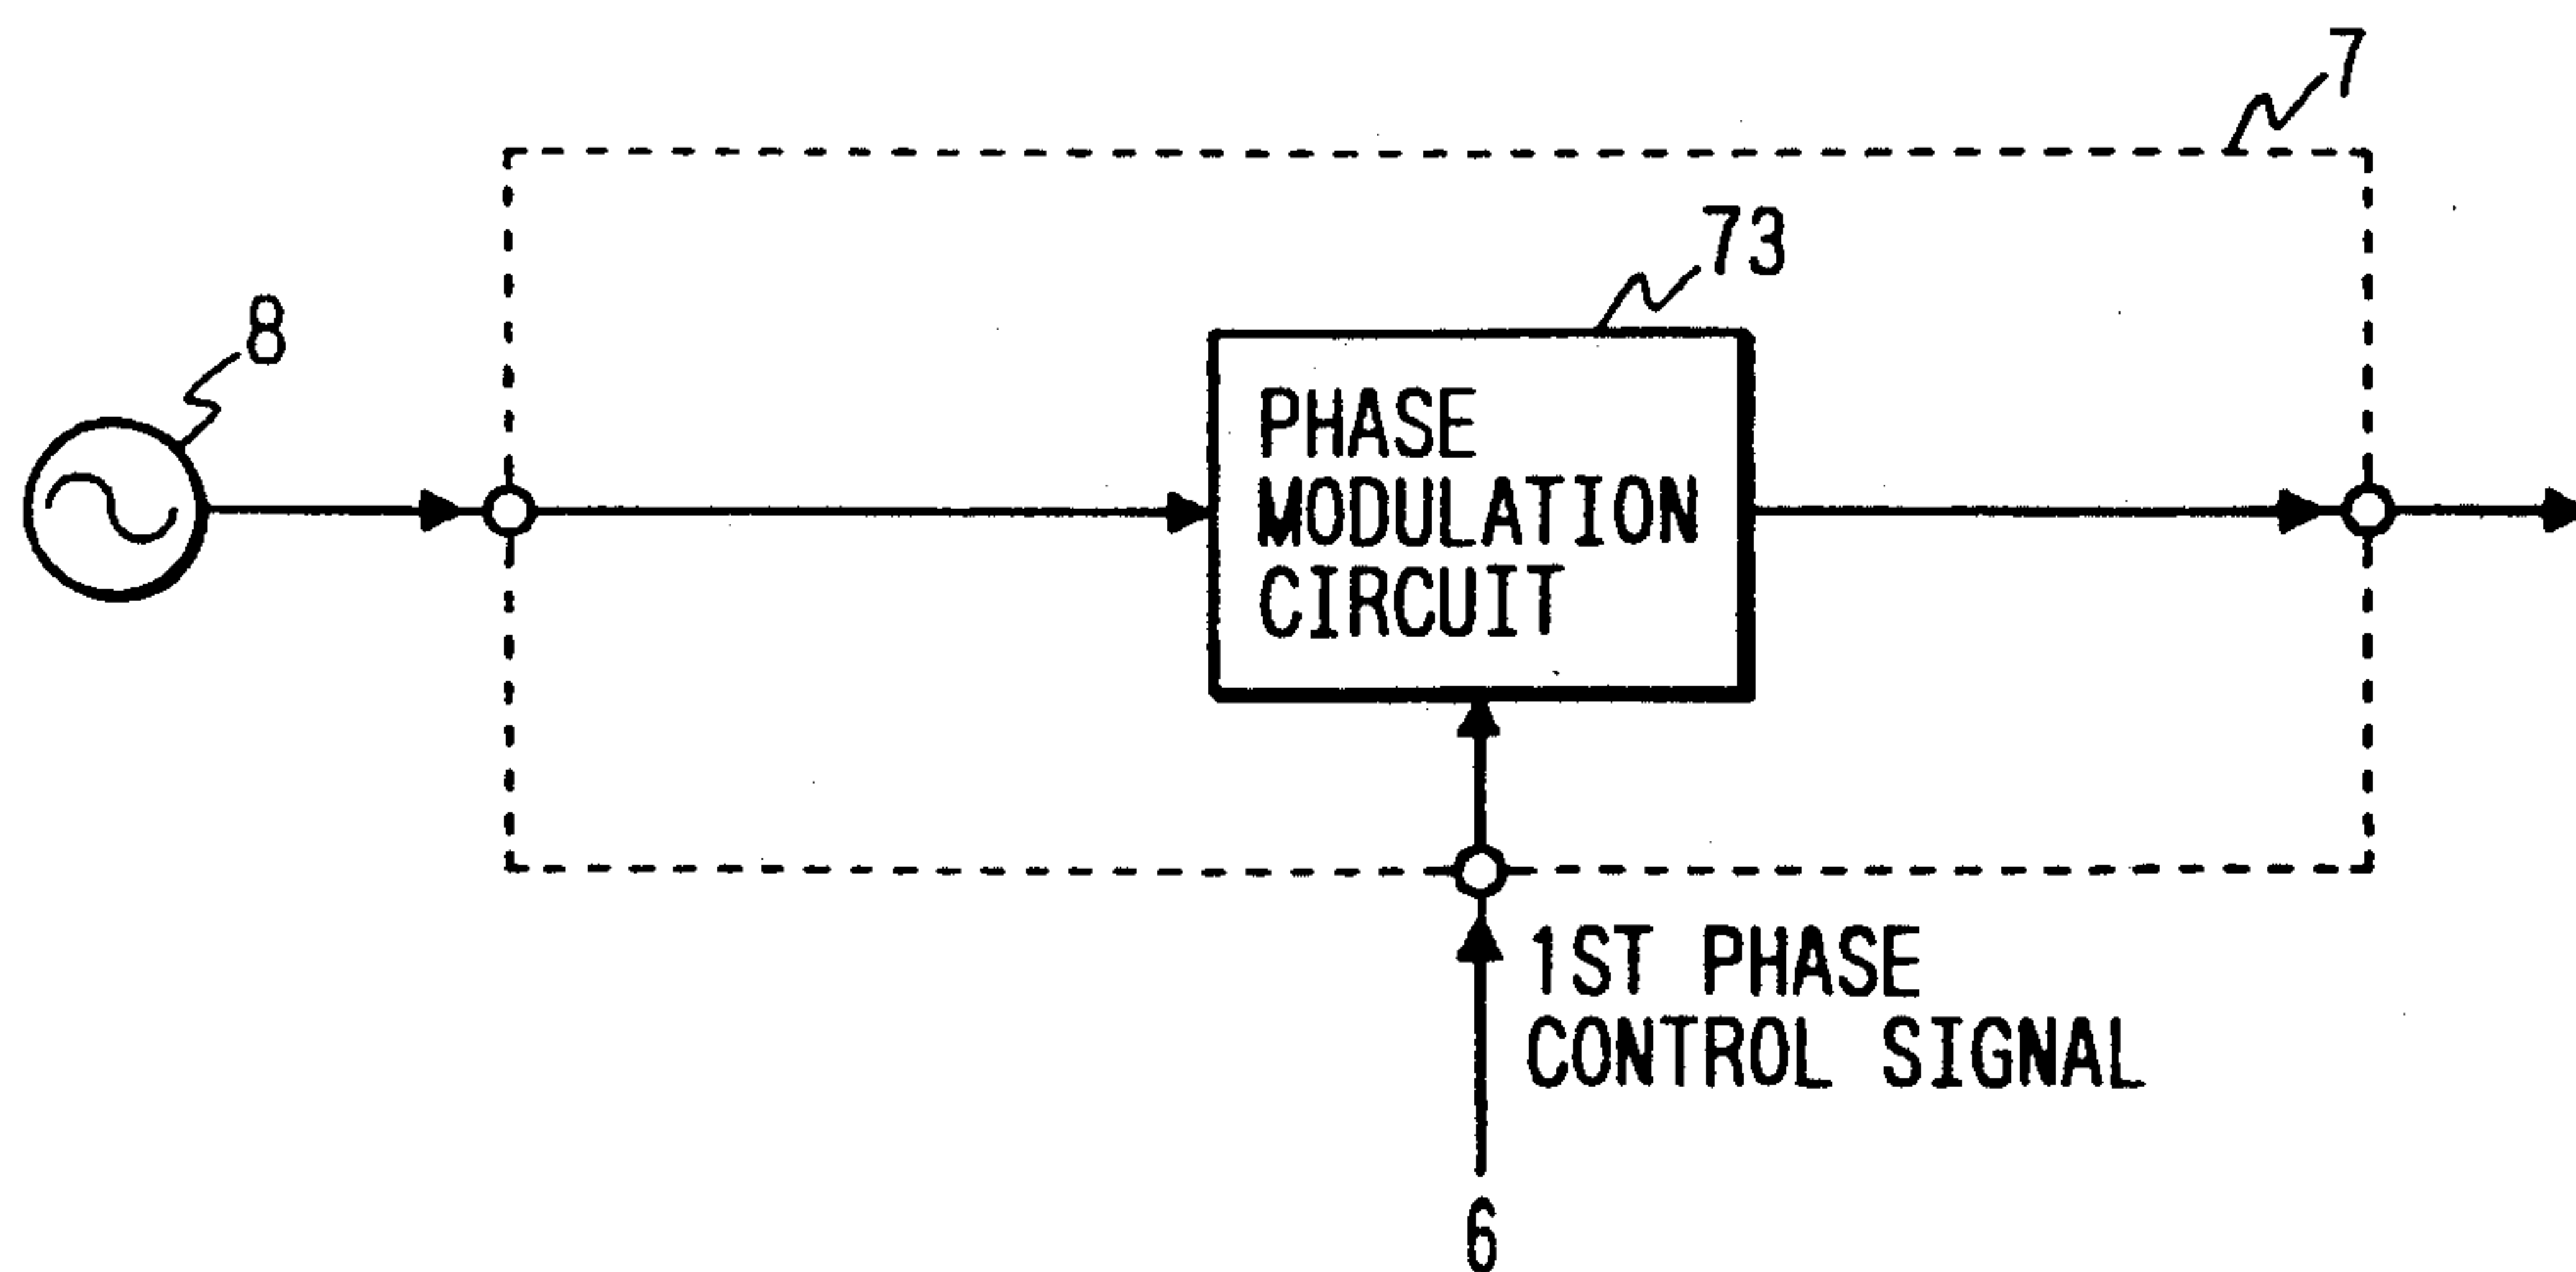 7
73
8
PHASE
MODULATION
CIRCUIT
1ST PHASE
CONTROL SIGNAL
6